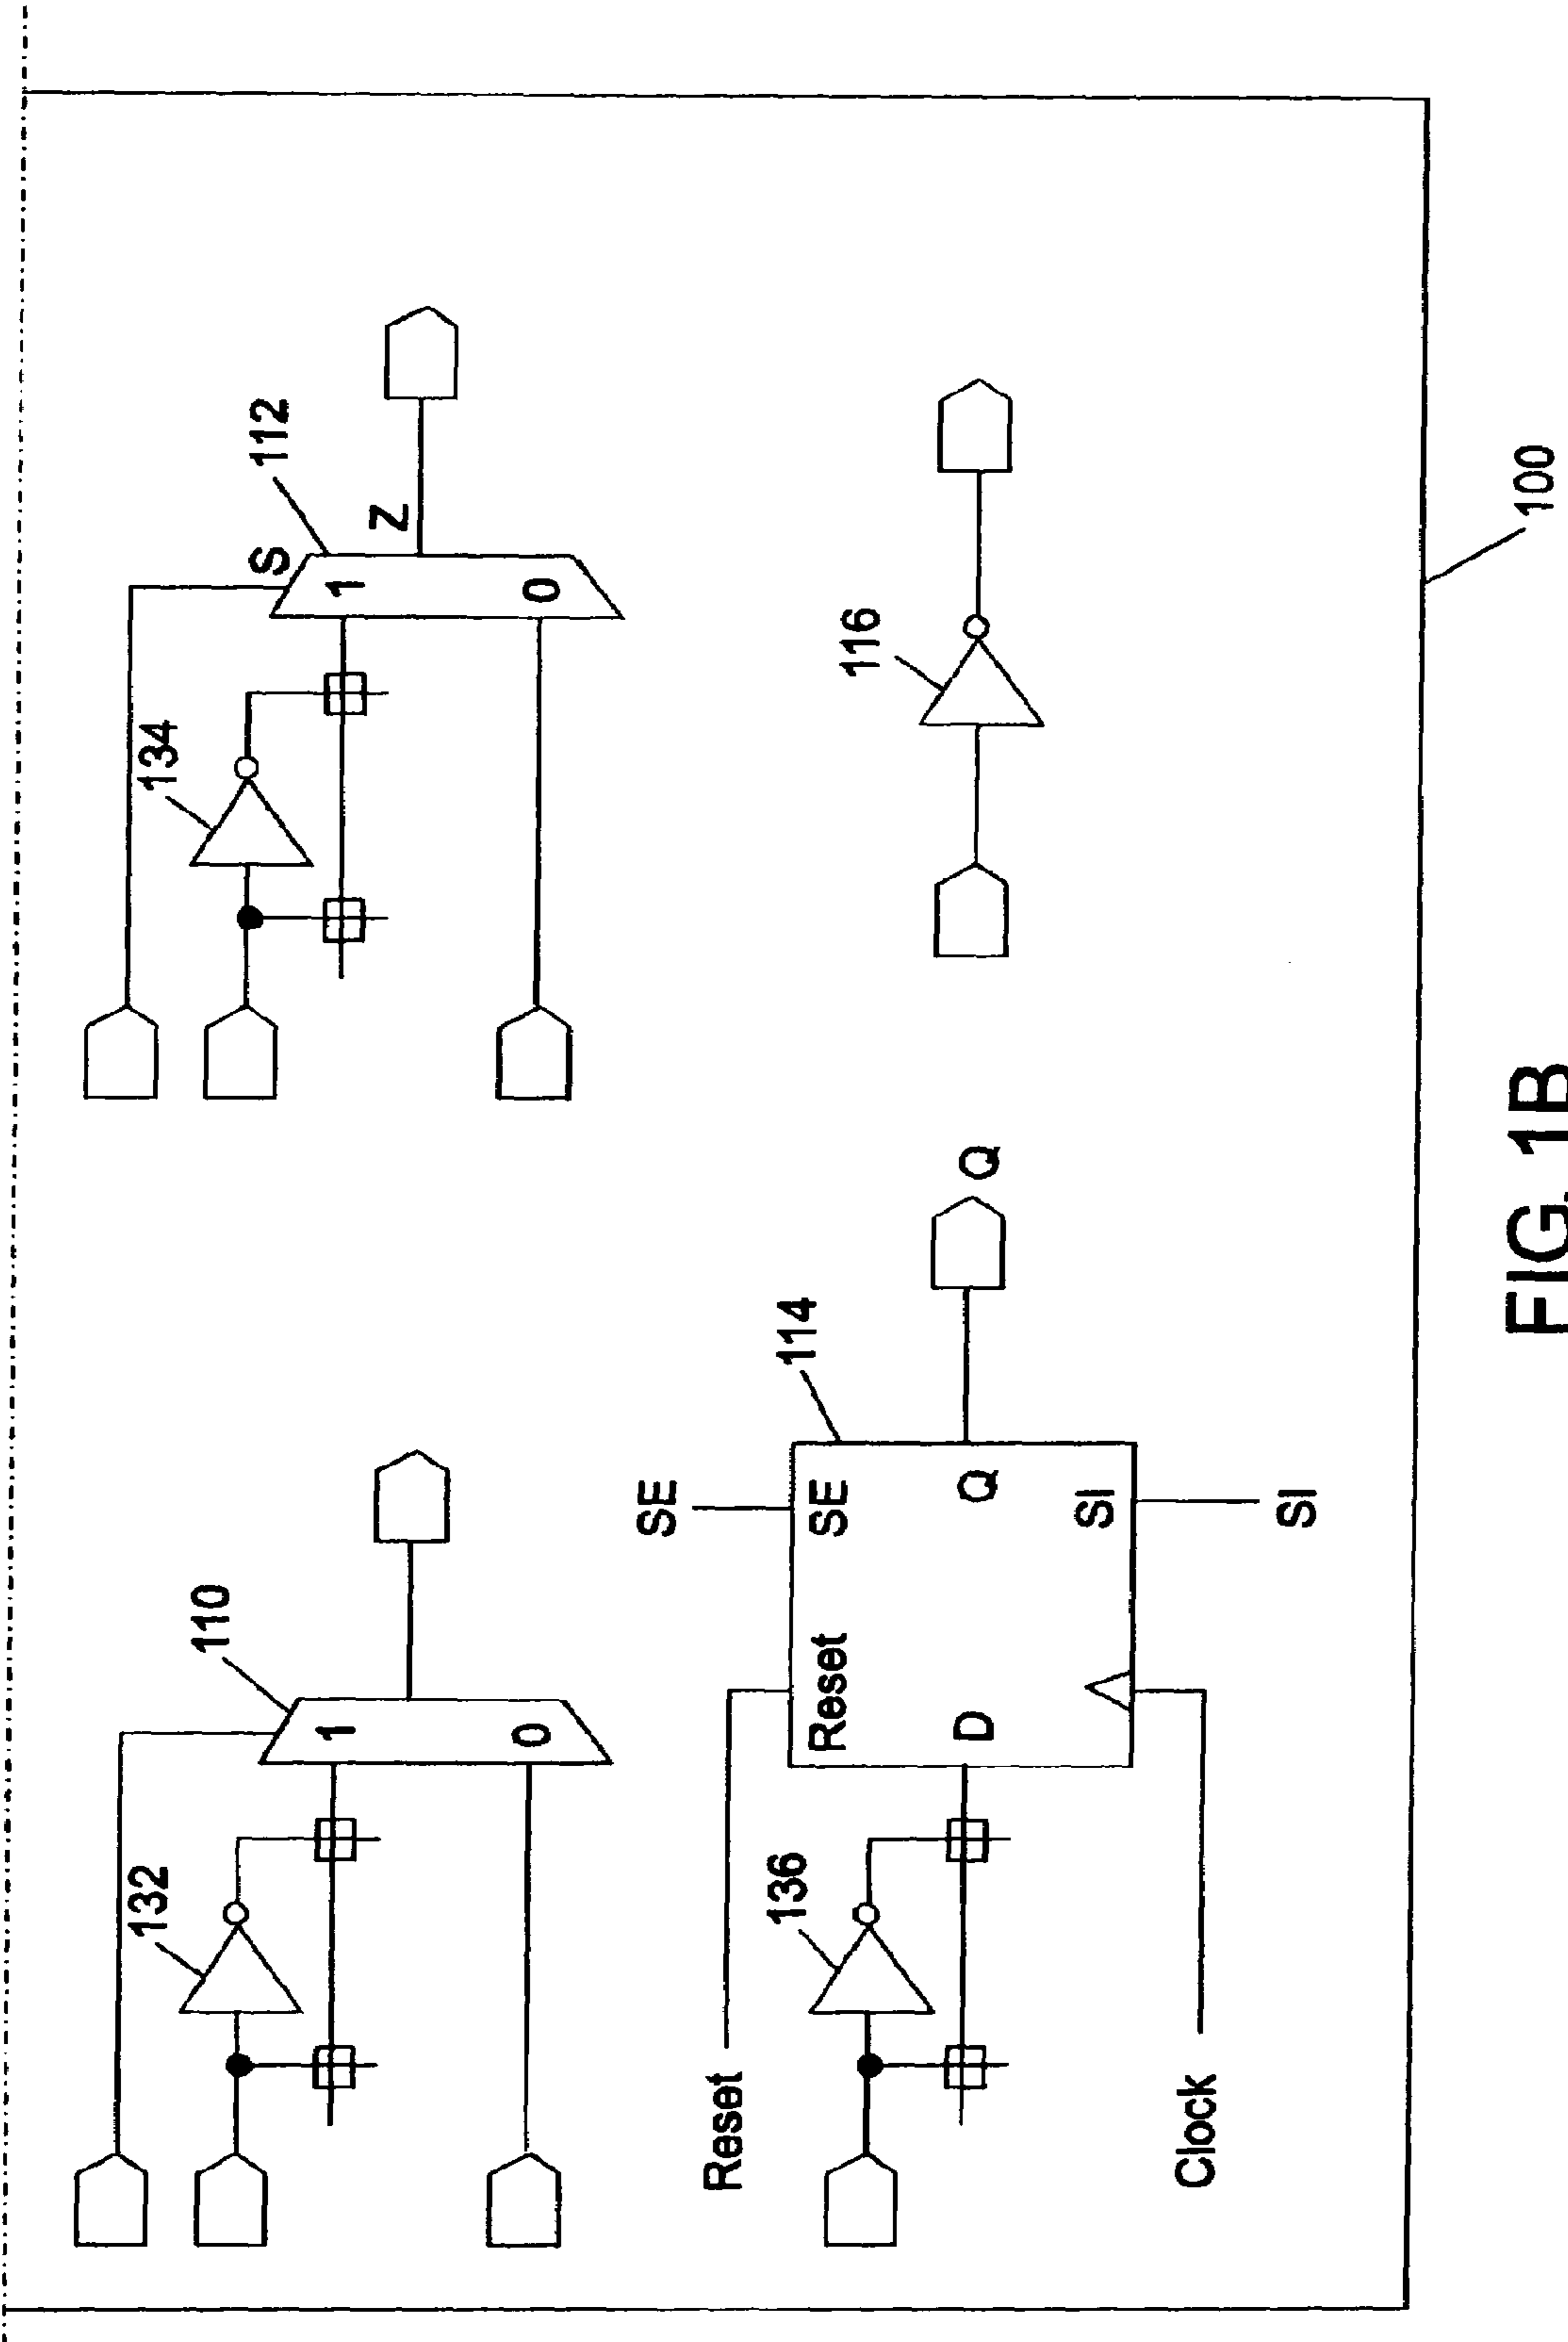 110
132
1
0
112
134
S
1
Z
0
SE
114
Reset
SE
136
D
Q
Q
SI
Reset
Clock
SI
116
100
FIG. 1B